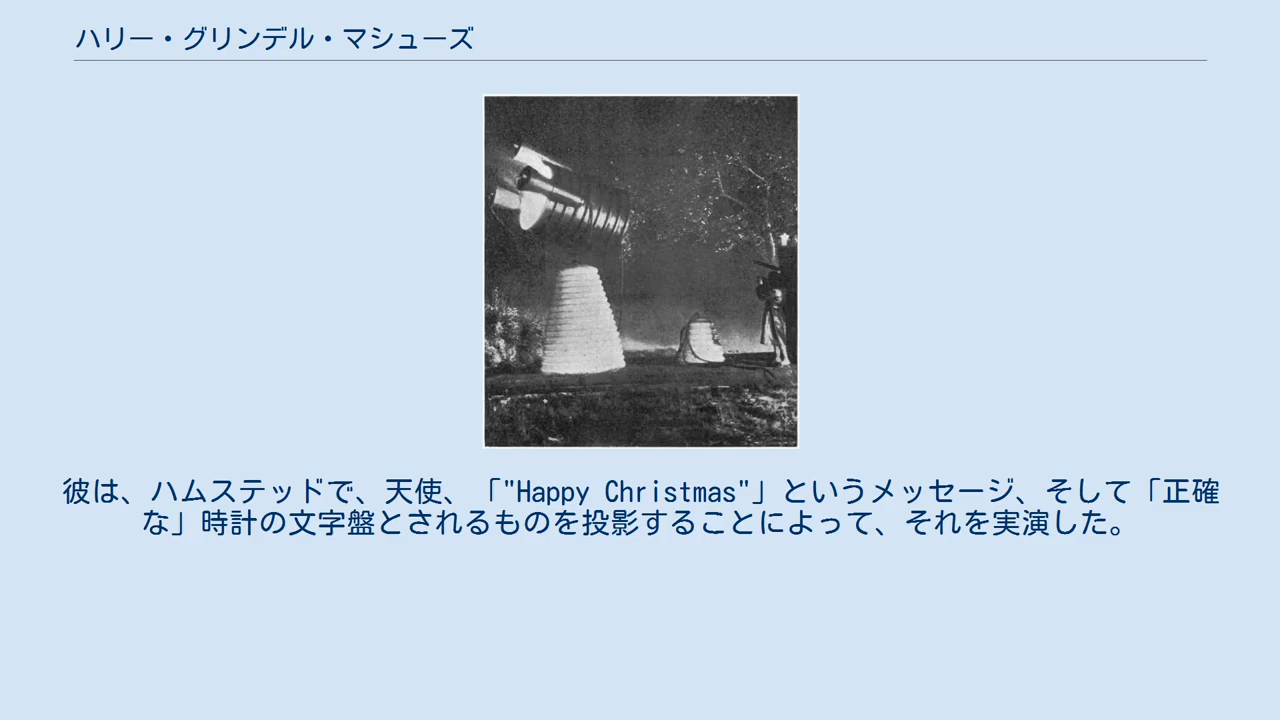 ハリー・グリンデル・マシューズ
彼は、ハムステッドで、天使、「"Happy Christmas"」というメッセージ、そして「正確
な」時計の文字盤とされるものを投影することによって、それを実演した。